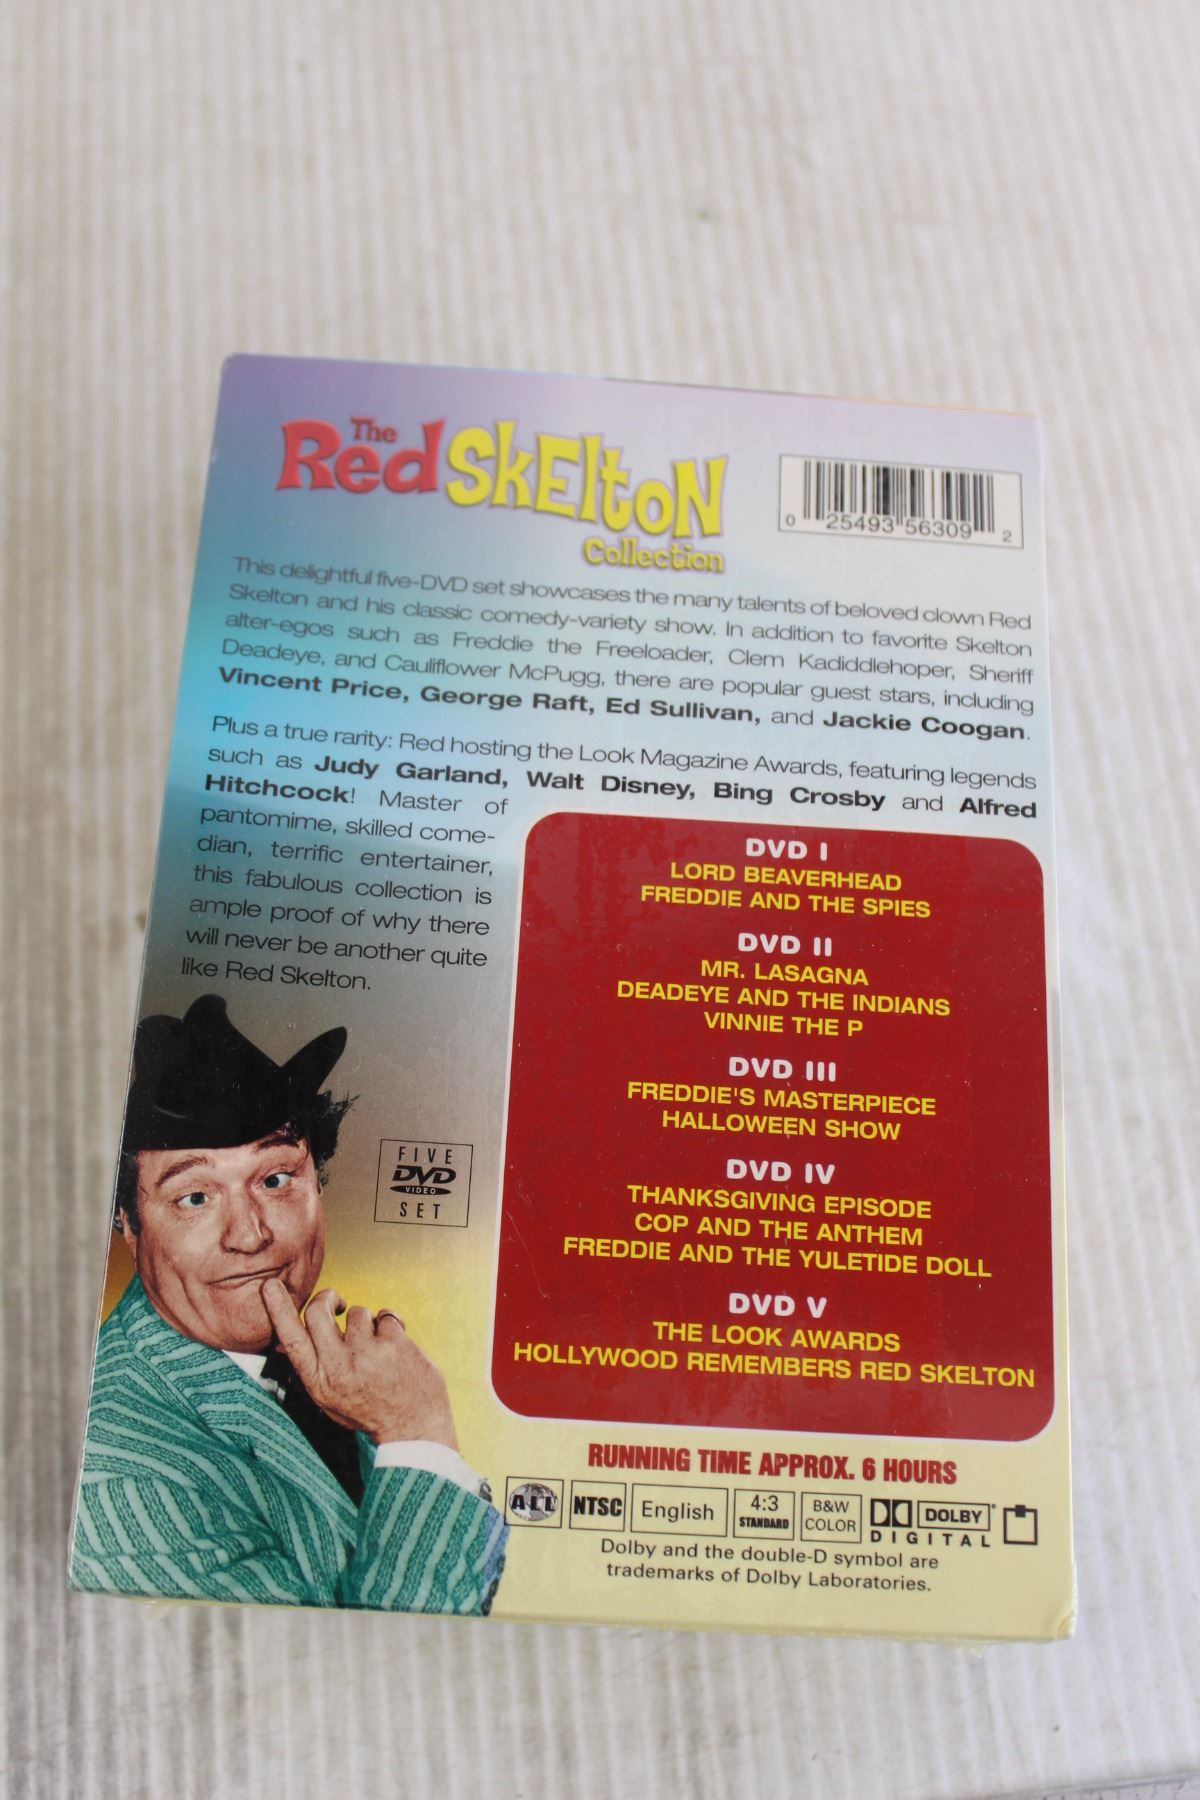 The
Red Skelton
Collection
0 25493 56309 2
This delightful five-DVD set showcases the many talents of beloved clown Red
Skelton and his classic comedy-variety show. In addition to favorite Skelton
alter-egos such as Freddie the Freeloader, Clem Kadiddlehoper, Sheriff
Deadeye, and Cauliflower McPugg, there are popular guest stars, including
Vincent Price, George Raft, Ed Sullivan, and Jackie Coogan.
Plus a true rarity: Red hosting the Look Magazine Awards, featuring legends
such as Judy Garland, Walt Disney, Bing Crosby and Alfred
Hitchcock! Master of
pantomime, skilled come-
dian, terrific entertainer,
this fabulous collection is
ample proof of why there
will never be another quite
like Red Skelton.
DVD I
LORD BEAVERHEAD
FREDDIE AND THE SPIES
DVD II
MR. LASAGNA
DEADEYE AND THE INDIANS
VINNIE THE P
DVD III
FREDDIE'S MASTERPIECE
HALLOWEEN SHOW
DVD IV
THANKSGIVING EPISODE
COP AND THE ANTHEM
FREDDIE AND THE YULETIDE DOLL
DVD V
THE LOOK AWARDS
HOLLYWOOD REMEMBERS RED SKELTON
FIVE
DVD
VIDEO
SET
RUNNING TIME APPROX. 6 HOURS
ALL NTSC English 4:3 STANDARD B&W COLOR DOLBY DIGITAL
Dolby and the double-D symbol are
trademarks of Dolby Laboratories.